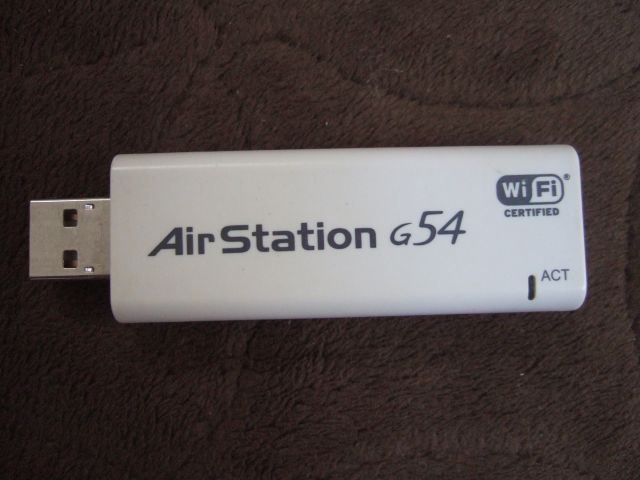 WiFi®
CERTIFIED
AirStation G54
ACT